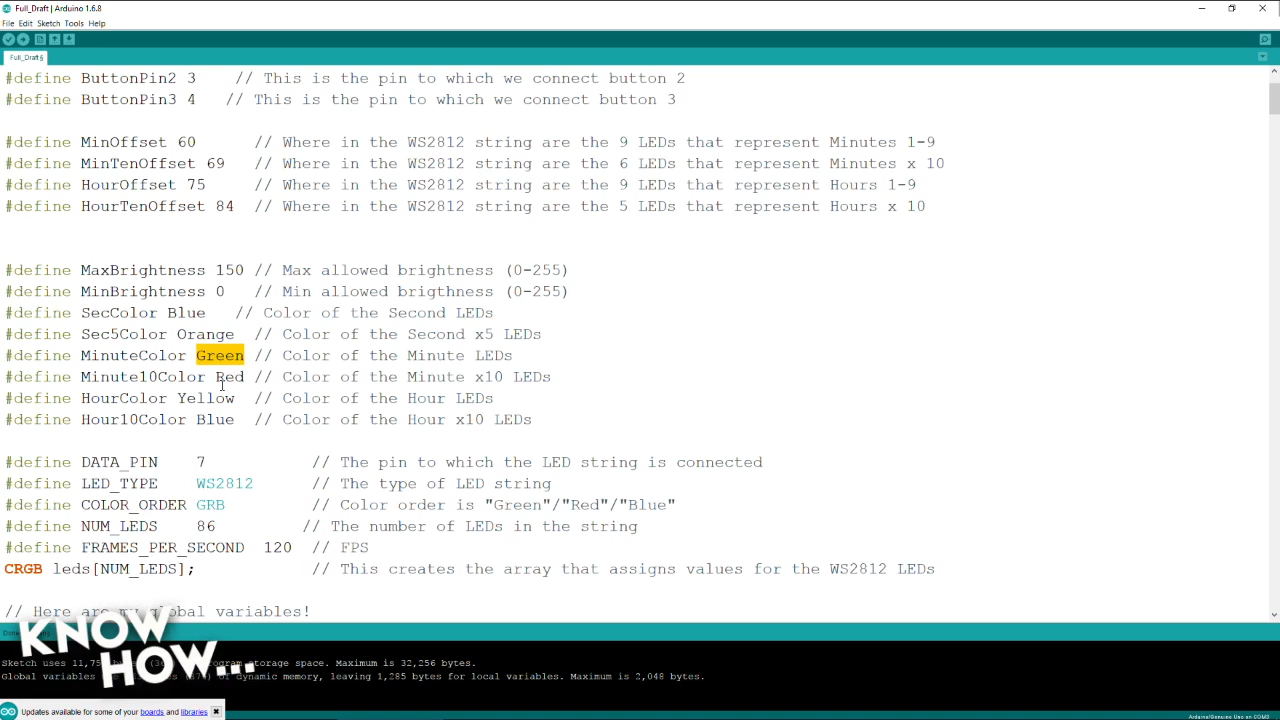 Full_Draft | Arduino 1.6.8
File Edit Sketch Tools Help
Full_Draft §
#define ButtonPin2 3 // This is the pin to which we connect button 2
#define ButtonPin3 4 // This is the pin to which we connect button 3
#define MinOffset 60 // Where in the WS2812 string are the 9 LEDs that represent Minutes 1-9
#define MinTenOffset 69 // Where in the WS2812 string are the 6 LEDs that represent Minutes x 10
#define HourOffset 75 // Where in the WS2812 string are the 9 LEDs that represent Hours 1-9
#define HourTenOffset 84 // Where in the WS2812 string are the 5 LEDs that represent Hours x 10
#define MaxBrightness 150 // Max allowed brightness (0-255)
#define MinBrightness 0 // Min allowed brigthness (0-255)
#define SecColor Blue // Color of the Second LEDs
#define Sec5Color Orange // Color of the Second x5 LEDs
#define MinuteColor Green // Color of the Minute LEDs
#define Minute10Color Red // Color of the Minute x10 LEDs
#define HourColor Yellow // Color of the Hour LEDs
#define Hour10Color Blue // Color of the Hour x10 LEDs
#define DATA_PIN 7 // The pin to which the LED string is connected
#define LED_TYPE WS2812 // The type of LED string
#define COLOR_ORDER GRB // Color order is "Green"/"Red"/"Blue"
#define NUM_LEDS 86 // The number of LEDs in the string
#define FRAMES_PER_SECOND 120 // FPS
CRGB leds[NUM_LEDS]; // This creates the array that assigns values for the WS2812 LEDs
// Here are my global variables!
KNOW
HOW...
Sketch uses 11,75 program storage space. Maximum is 32,256 bytes.
Global variables of dynamic memory, leaving 1,285 bytes for local variables. Maximum is 2,048 bytes.
Updates available for some of your boards and libraries
Arduino/Genuino Uno on COM3